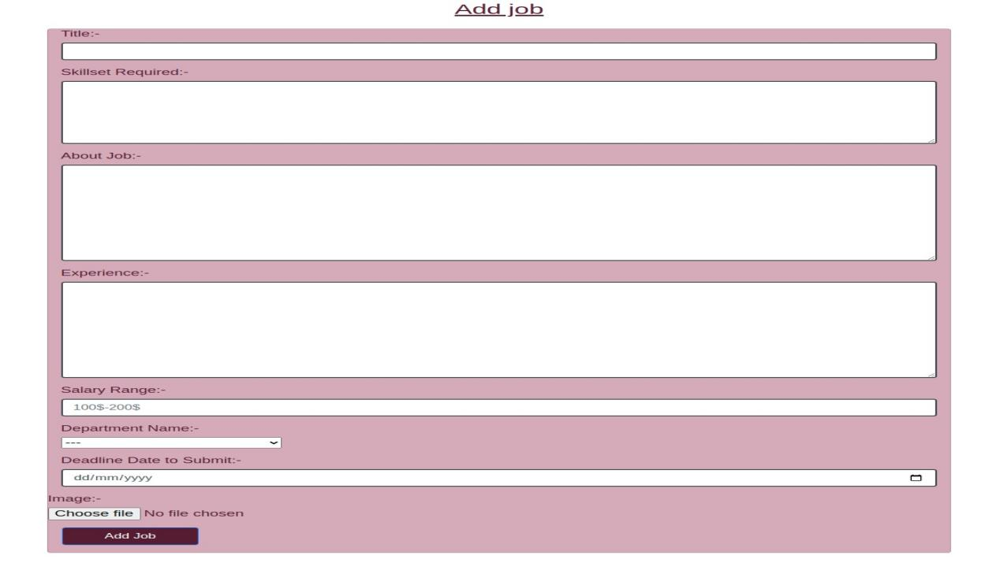 Add job
Title:-
Skillset Required:-
About Job:-
Experience:-
Salary Range:-
100$-200$
Department Name:-
---
Deadline Date to Submit:-
dd/mm/yyyy
Image:-
Choose file No file chosen
Add Job